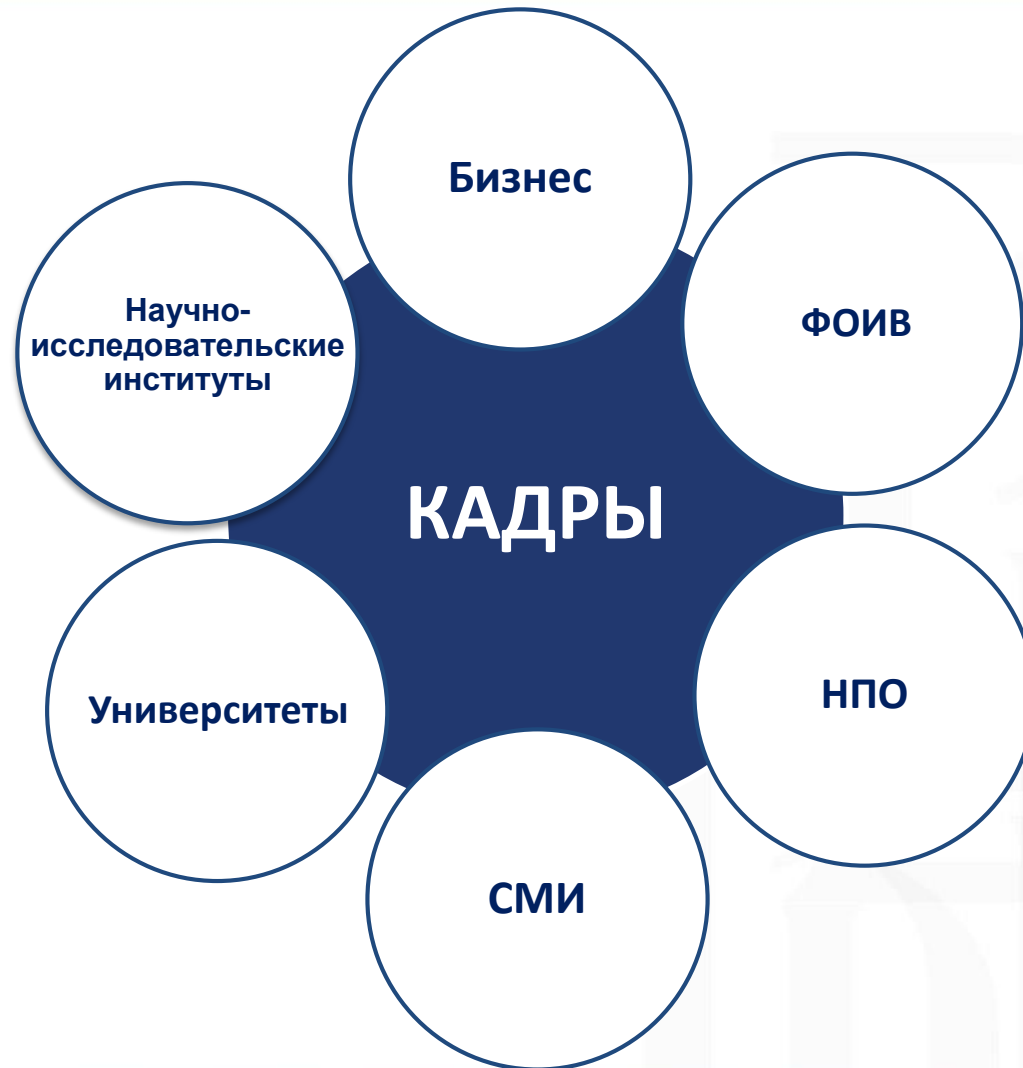 Бизнес
ФОИВ
Научно-
исследовательские
институты
КАДРЫ
НПО
Университеты
СМИ